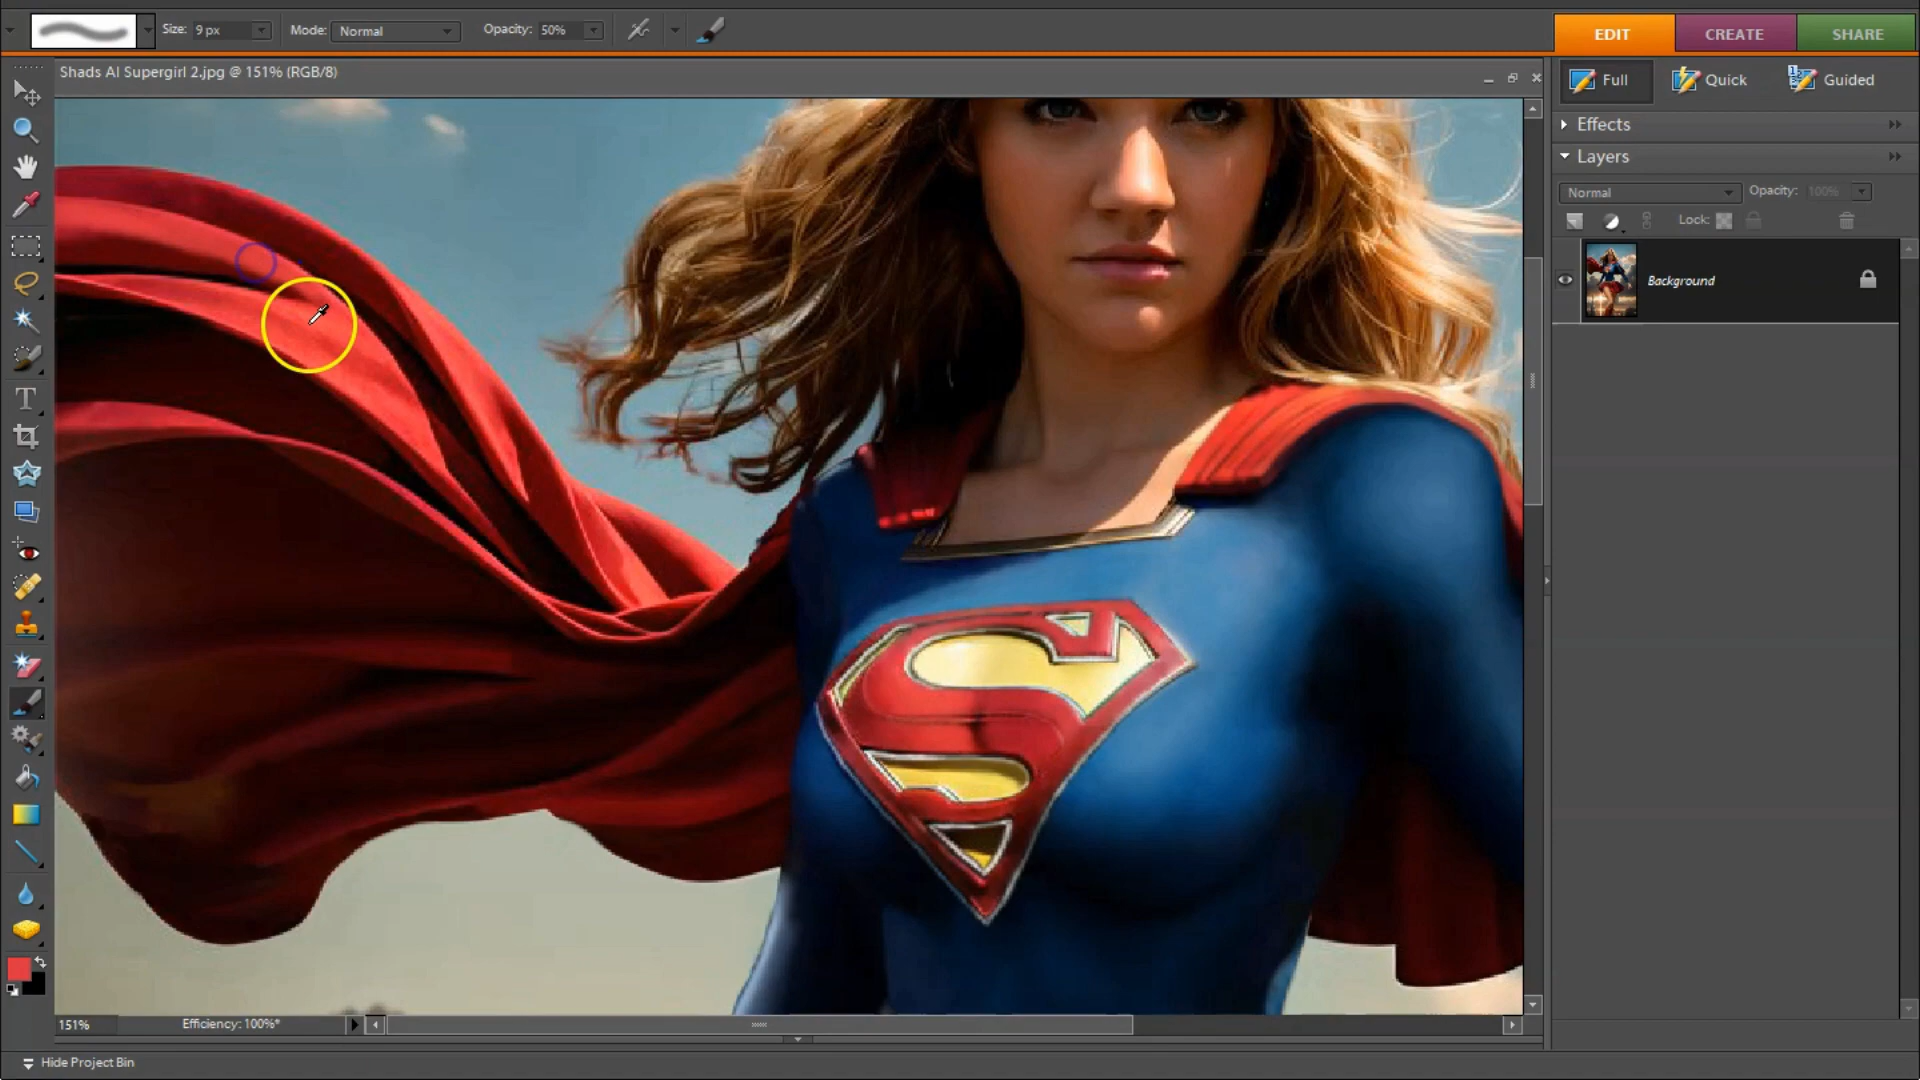 Size: 9 px
Mode: Normal
Opacity: 50%
EDIT
CREATE
SHARE
Shads AI Supergirl 2.jpg @ 151% (RGB/8)
Full
Quick
Guided
Effects
Layers
Normal
Opacity: 100%
Lock:
Background
T
S
151%
Efficiency: 100%*
Hide Project Bin